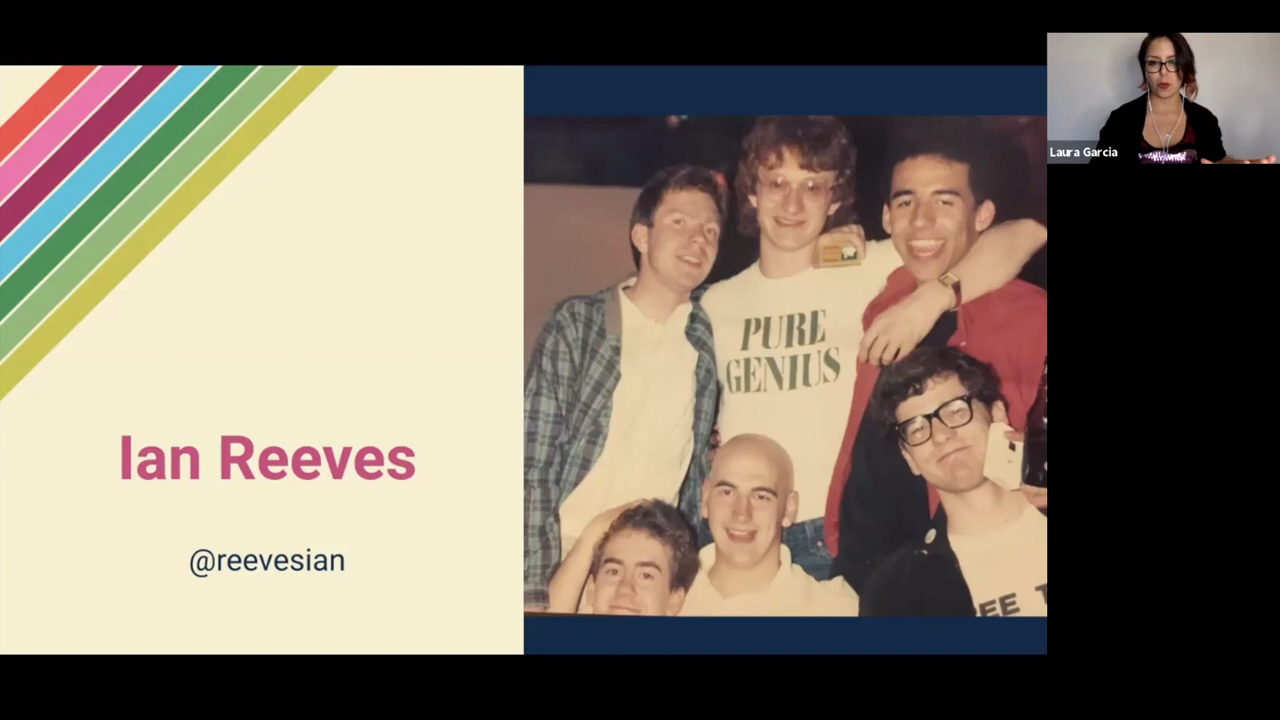 Ian Reeves
@reevesian
PURE
GENIUS
Laura Garcia